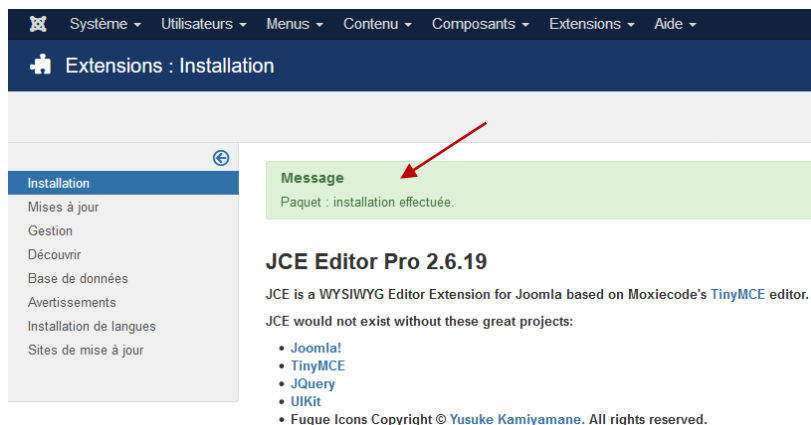 Système Utilisateurs Menus Contenu Composants Extensions Aide
Extensions : Installation
Installation
Mises à jour
Gestion
Découvrir
Base de données
Avertissements
Installation de langues
Sites de mise à jour
Message
Paquet : installation effectuée.
JCE Editor Pro 2.6.19
JCE is a WYSIWYG Editor Extension for Joomla based on Moxiecode's TinyMCE editor.
JCE would not exist without these great projects:
• Joomla!
• TinyMCE
• JQuery
• UIKit
• Fugue Icons Copyright © Yusuke Kamiyamane. All rights reserved.